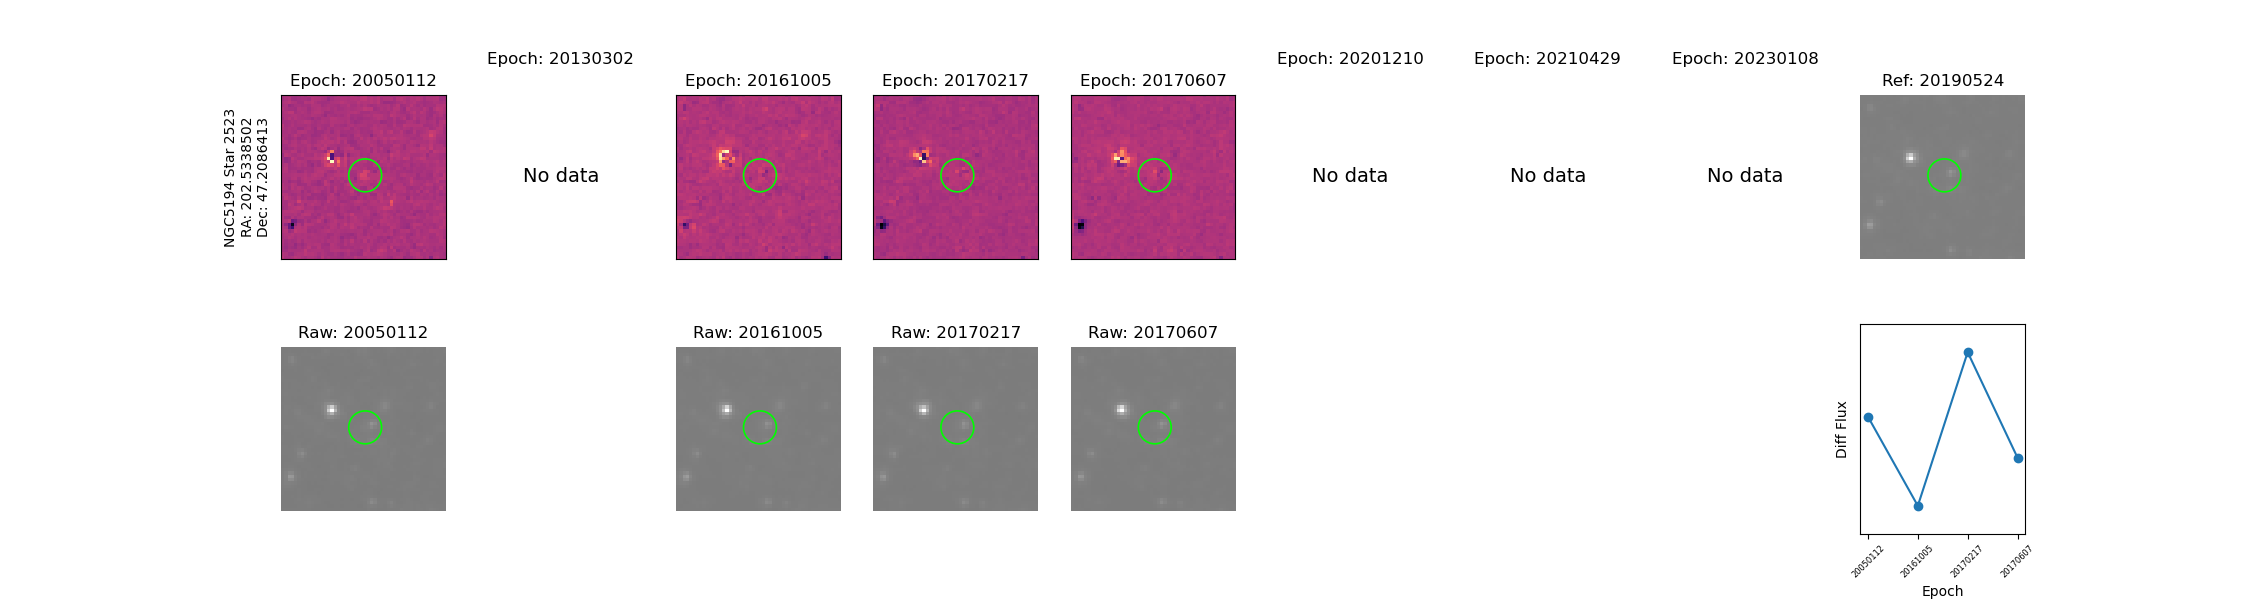 NGC5194 Star 2523
RA: 202.5338502
Dec: 47.2086413
Epoch: 20050112
Epoch: 20130302
No data
Epoch: 20161005
Epoch: 20170217
Epoch: 20170607
Epoch: 20201210
No data
Epoch: 20210429
No data
Epoch: 20230108
No data
Ref: 20190524
Raw: 20050112
Raw: 20161005
Raw: 20170217
Raw: 20170607
Diff Flux
20050112
20161005
20170217
20170607
Epoch